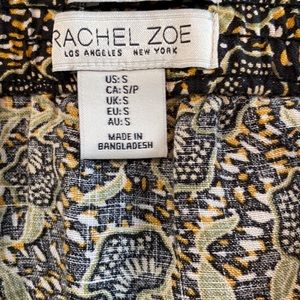 RACHEL ZOE
LOS ANGELES NEW YORK
US: S
CA: S/P
UK: S
EU: S
AU: S
MADE IN
BANGLADESH